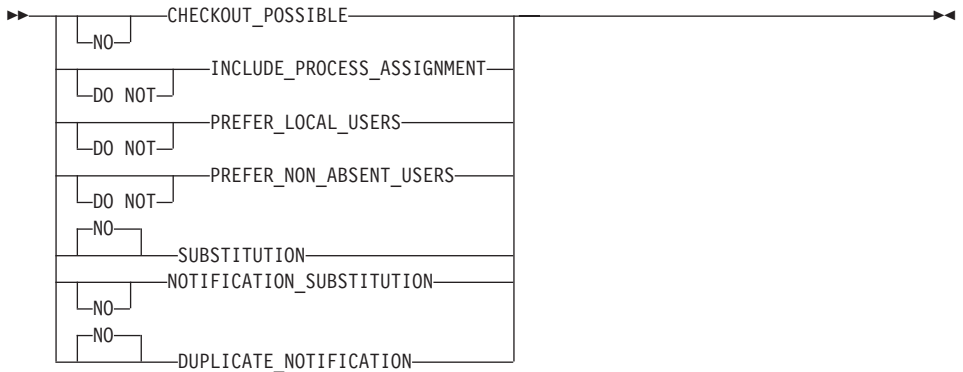 CHECKOUT_POSSIBLE
NO
INCLUDE_PROCESS_ASSIGNMENT
DO NOT
PREFER_LOCAL_USERS
DO NOT
PREFER_NON_ABSENT_USERS
DO NOT
NO
SUBSTITUTION
NOTIFICATION_SUBSTITUTION
NO
NO
DUPLICATE_NOTIFICATION